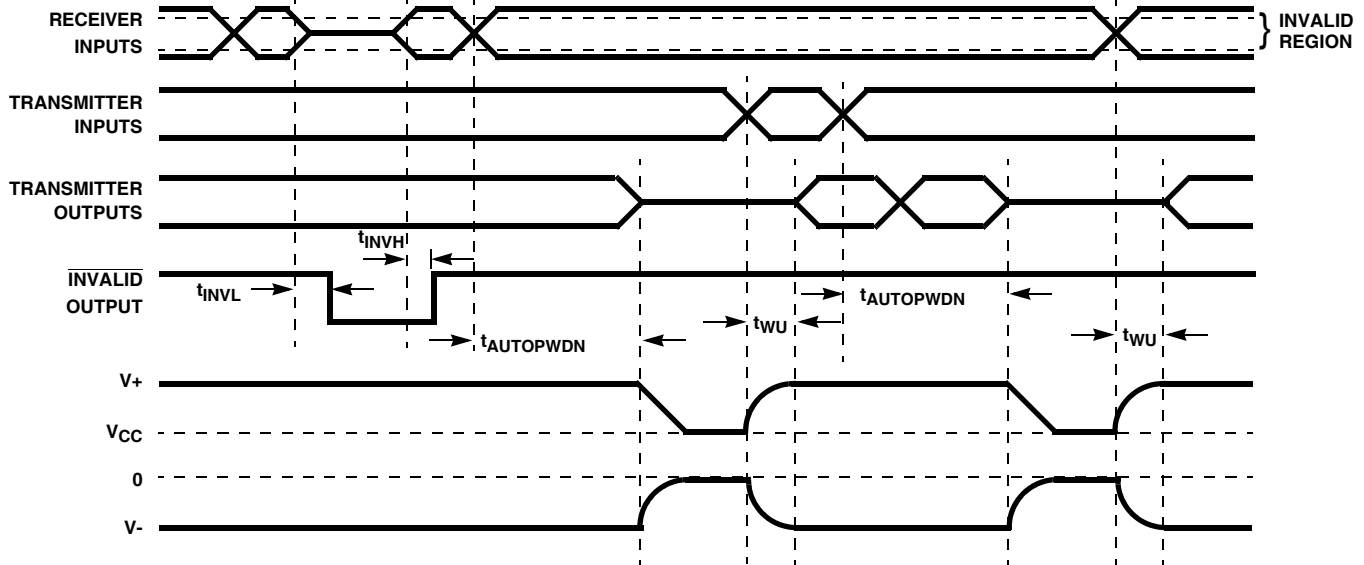 RECEIVER
INPUTS
} INVALID
REGION
TRANSMITTER
INPUTS
TRANSMITTER
OUTPUTS
tINVH
INVALID
OUTPUT
tINVL
tAUTOPWDN
tWU
tAUTOPWDN
tWU
V+
VCC
0
V-